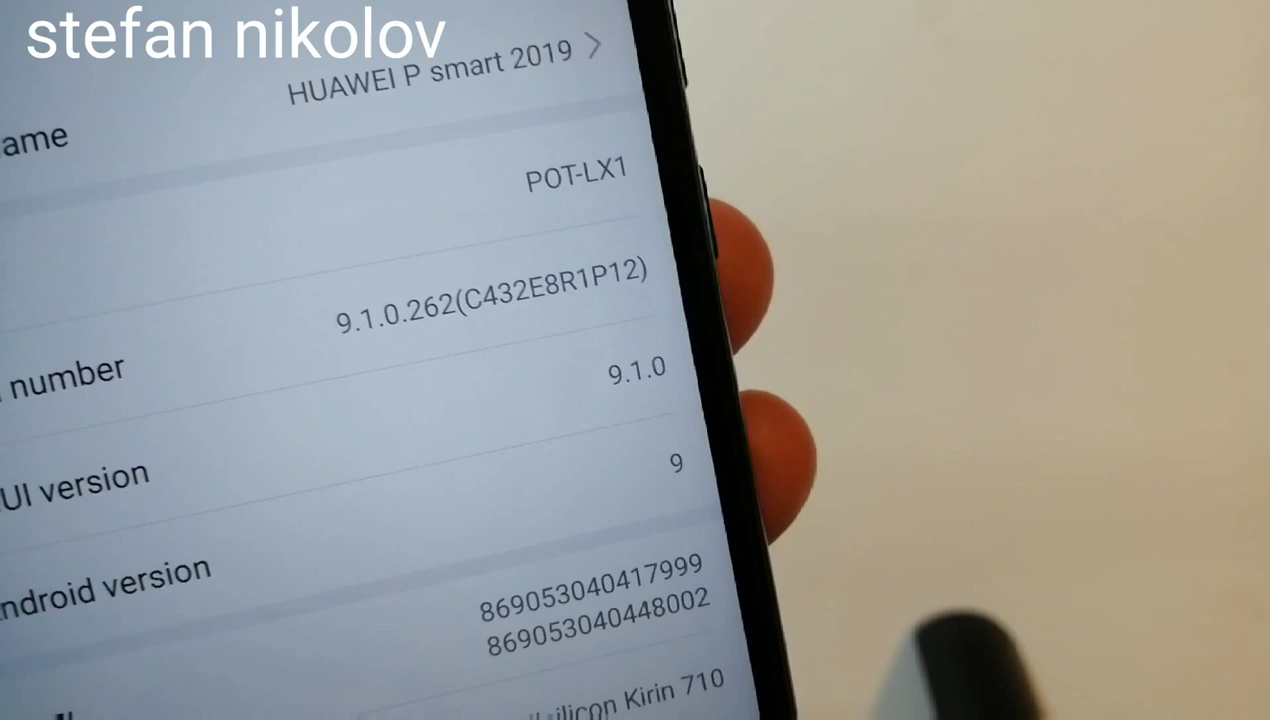 stefan nikolov
HUAWEI P smart 2019
ame
POT-LX1
9.1.0.262(C432E8R1P12)
number
9.1.0
UI version
9
ndroid version
869053040417999
869053040448002
ilicon Kirin 710